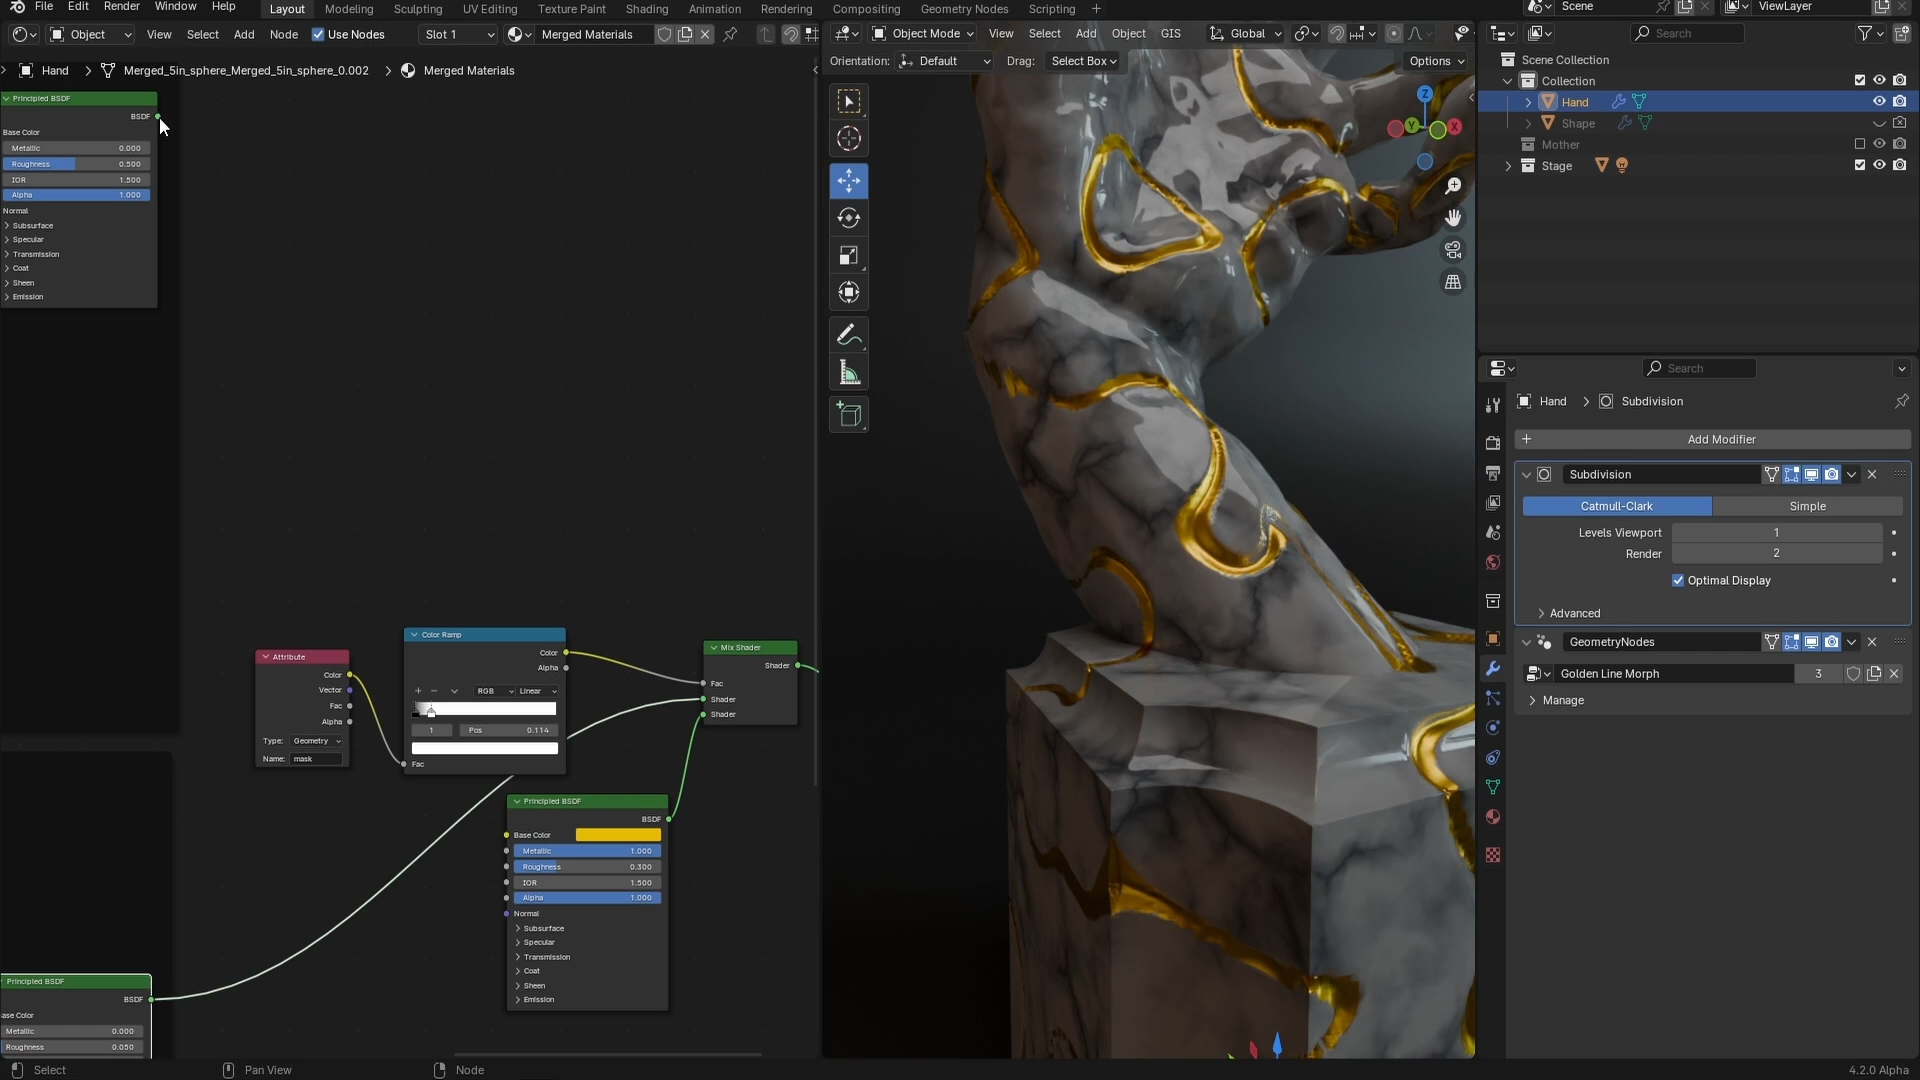 File Edit Render Window Help Layout Modeling Sculpting UV Editing Texture Paint Shading Animation Rendering Compositing Geometry Nodes Scripting + Scene ViewLayer
Object View Select Add Node Use Nodes Slot 1 Merged Materials
Object Mode View Select Add Object GIS Global
Search
Hand > Merged_5in_sphere_Merged_5in_sphere_0.002 > Merged Materials
Orientation: Default Drag: Select Box Options
Scene Collection
Collection
Hand
Shape
Mother
Stage
Z
Y
X
Principled BSDF
BSDF
Base Color
Metallic 0.000
Roughness 0.500
IOR 1.500
Alpha 1.000
Normal
Subsurface
Specular
Transmission
Coat
Sheen
Emission
Attribute
Color
Vector
Fac
Alpha
Type: Geometry
Name: mask
Color Ramp
Color
Alpha
RGB Linear
1 Pos 0.114
Fac
Mix Shader
Shader
Fac
Shader
Shader
Principled BSDF
BSDF
Base Color
Metallic 1.000
Roughness 0.300
IOR 1.500
Alpha 1.000
Normal
Subsurface
Specular
Transmission
Coat
Sheen
Emission
Principled BSDF
BSDF
ase Color
Metallic 0.000
Roughness 0.050
Search
Hand > Subdivision
+ Add Modifier
Subdivision
Catmull-Clark Simple
Levels Viewport 1
Render 2
Optimal Display
Advanced
GeometryNodes
Golden Line Morph 3
Manage
Select Pan View Node 4.2.0 Alpha